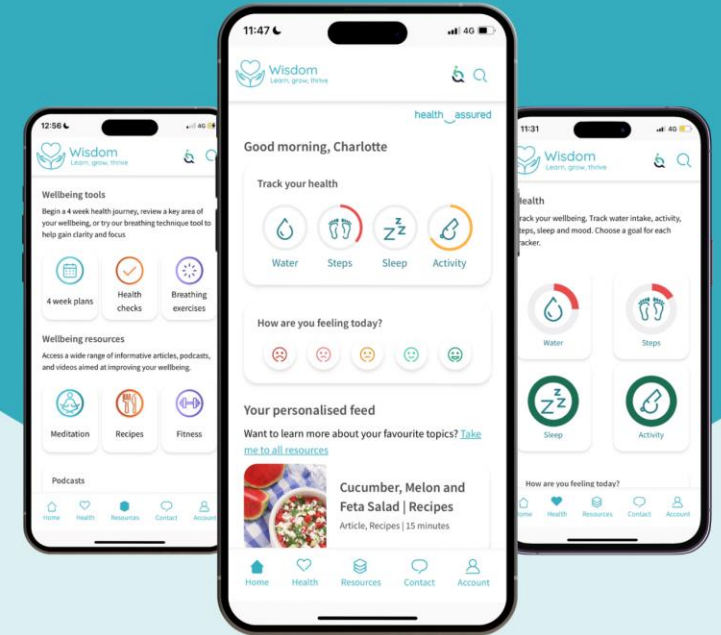 12:56
4G
Wisdom
Learn, grow, thrive
Wellbeing tools
Begin a 4 week health journey, review a key area of
your wellbeing, or try our breathing technique tool to
help gain clarity and focus
4 week plans
Health
checks
Breathing
exercises
Wellbeing resources
Access a wide range of informative articles, podcasts,
and videos aimed at improving your wellbeing.
Meditation
Recipes
Fitness
Podcasts
Home
Health
Resources
Contact
Account
11:47
4G
Wisdom
Learn, grow, thrive
health assured
Good morning, Charlotte
Track your health
Water
Steps
Sleep
Activity
How are you feeling today?
Your personalised feed
Want to learn more about your favourite topics? Take
me to all resources
Cucumber, Melon and
Feta Salad | Recipes
Article, Recipes | 15 minutes
Home
Health
Resources
Contact
Account
11:31
4G
Wisdom
Learn, grow, thrive
Health
rack your wellbeing. Track water intake, activity,
teps, sleep and mood. Choose a goal for each
racker.
Water
Steps
Sleep
Activity
How are you feeling today?
Home
Health
Resources
Contact
Account